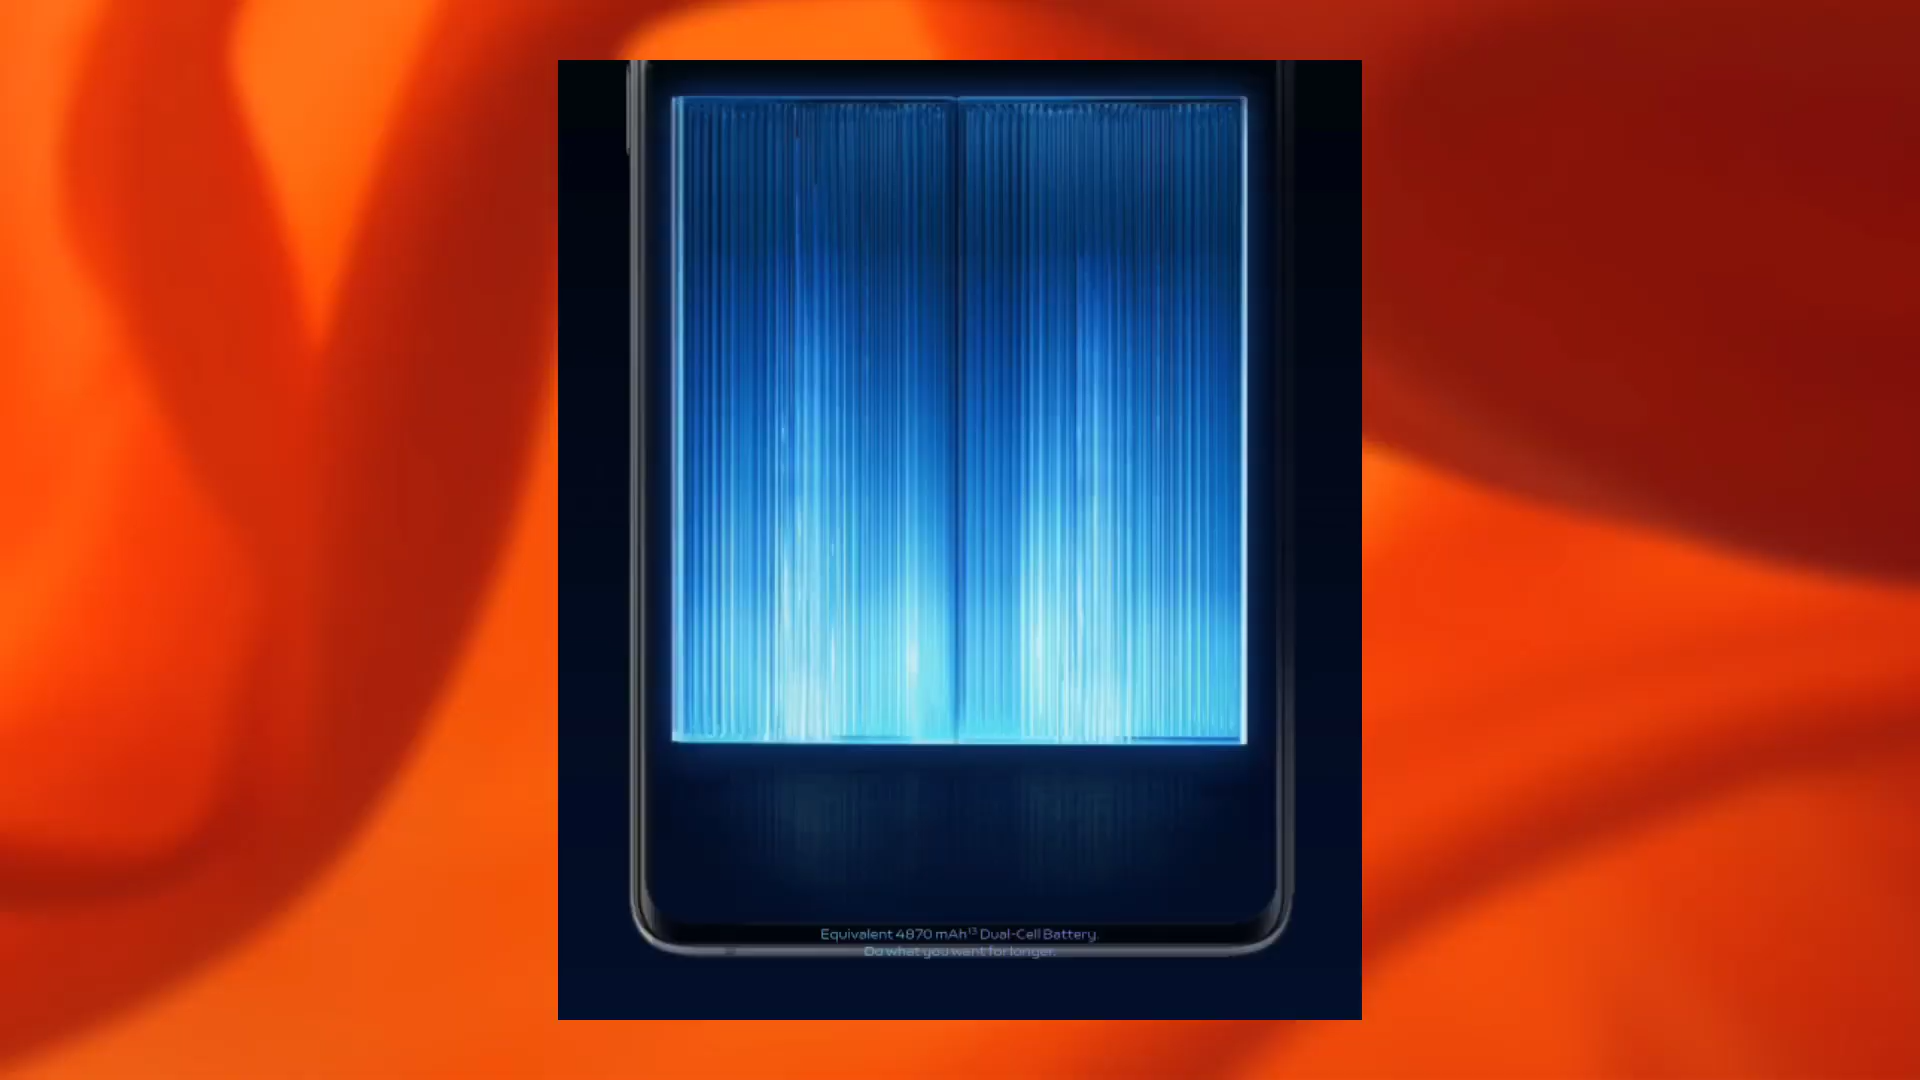 Equivalent 4870 mAh¹³ Dual-Cell Battery.
Do what you want for longer.